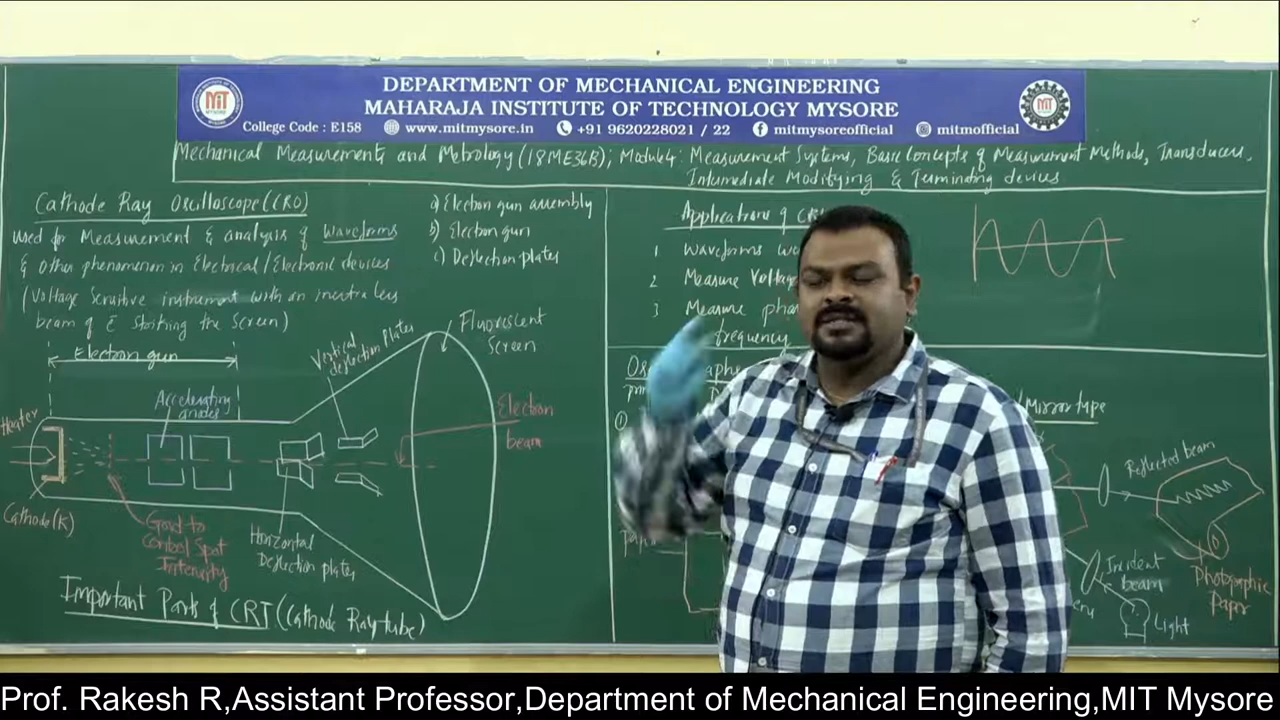 DEPARTMENT OF MECHANICAL ENGINEERING
MAHARAJA INSTITUTE OF TECHNOLOGY MYSORE
College Code : E158 www.mitmysore.in +91 9620228021 / 22 mitmysoreofficial mitmofficial
MIT
MIT
Mechanical Measurements and Metrology (18ME36B); Module 4: Measurement Systems, Basic Concepts of Measurement Methods, Transducers,
Intermediate Modifying & Terminating devices
Cathode Ray Oscilloscope (CRO)
used for Measurement & analysis of Waveforms
& Other phenomenon in Electrical/Electronic devices
(Voltage Sensitive instrument with an inertia less
beam of E Storking the Screen)
a) Electron gun assembly
b) Electron gun
c) Deflection plates
Electron gun
Heater
Accelerating
anodes
Vertical
deflection plates
Fluorescent
Screen
Electron
beam
Cathode (K)
Grid to
Control Spot
Intensity
Horizontal
Deflection plates
Important Parts of CRT (Cathode Ray tube)
Applications of
1 Waveforms
2 Measure Voltage
3 Measure
frequency
①
Mirror type
Reflected beam
Incident
beam
Light
Photographic
Paper
Prof. Rakesh R,Assistant Professor,Department of Mechanical Engineering,MIT Mysore